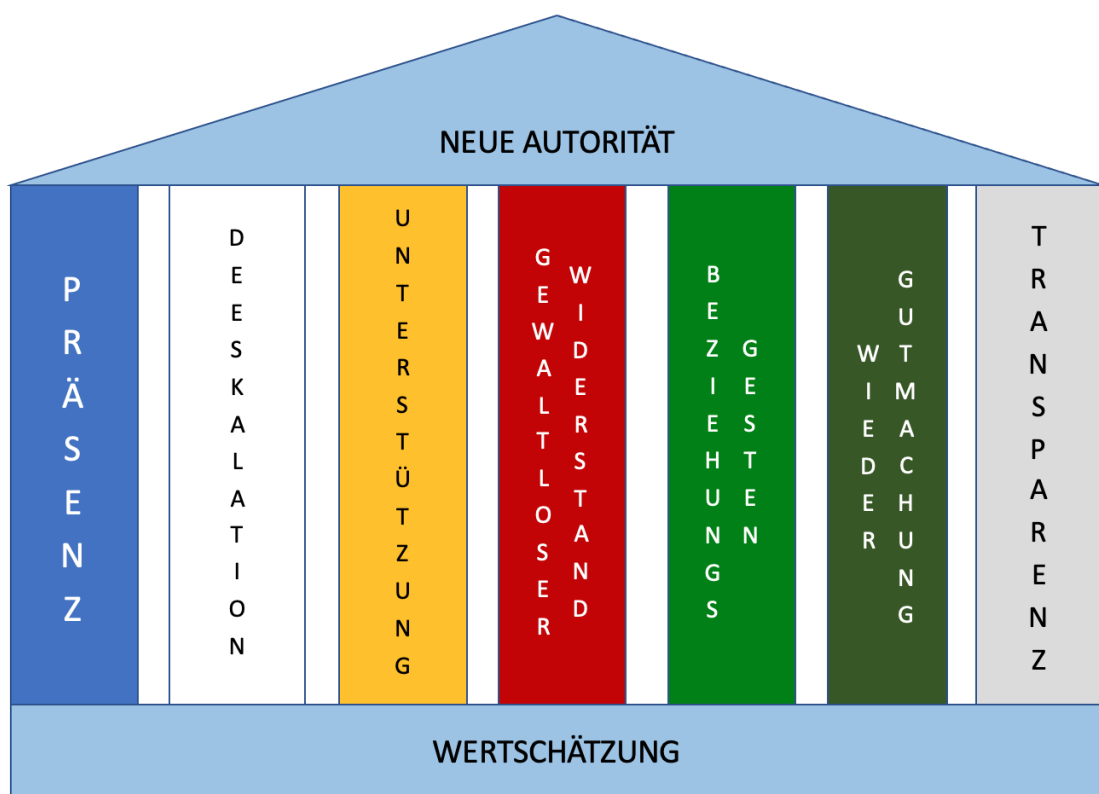 NEUE AUTORITÄT
PRÄSENZ
DEESKALATION
UNTERSTÜTZUNG
GEWALTLOSER
WIDERSTAND
BEZIEHUNGS
GESTEN
WIEDER
GUTMACHUNG
TRANSPARENZ
WERTSCHÄTZUNG